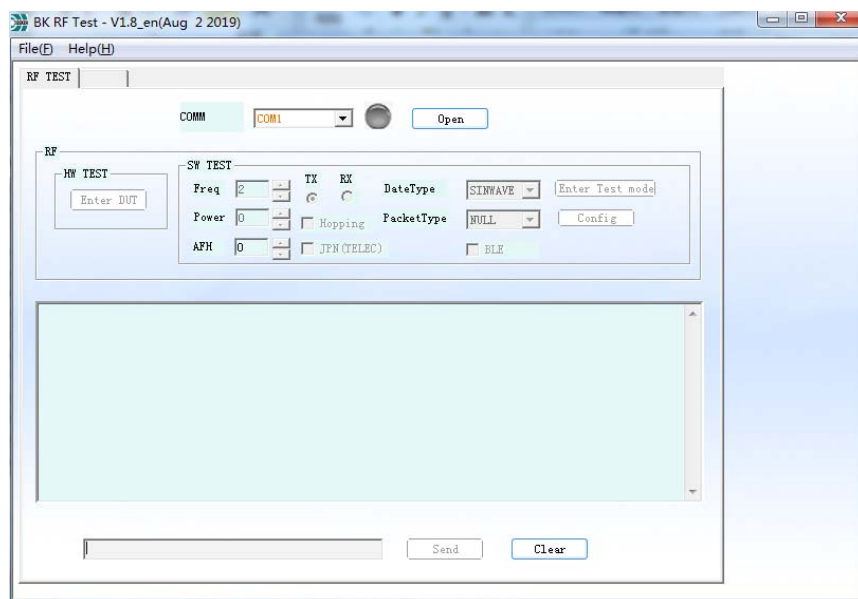 BK RF Test - V1.8_en(Aug 2 2019)
File(F) Help(H)
RF TEST
COMM COM1 Open
RF
HW TEST SW TEST
Enter DUT
Freq 2 TX RX DateType SINWAVE Enter Test mode
Power 0 Hopping PacketType NULL Config
AFH 0 JPN(TELEC) BLE
Send Clear